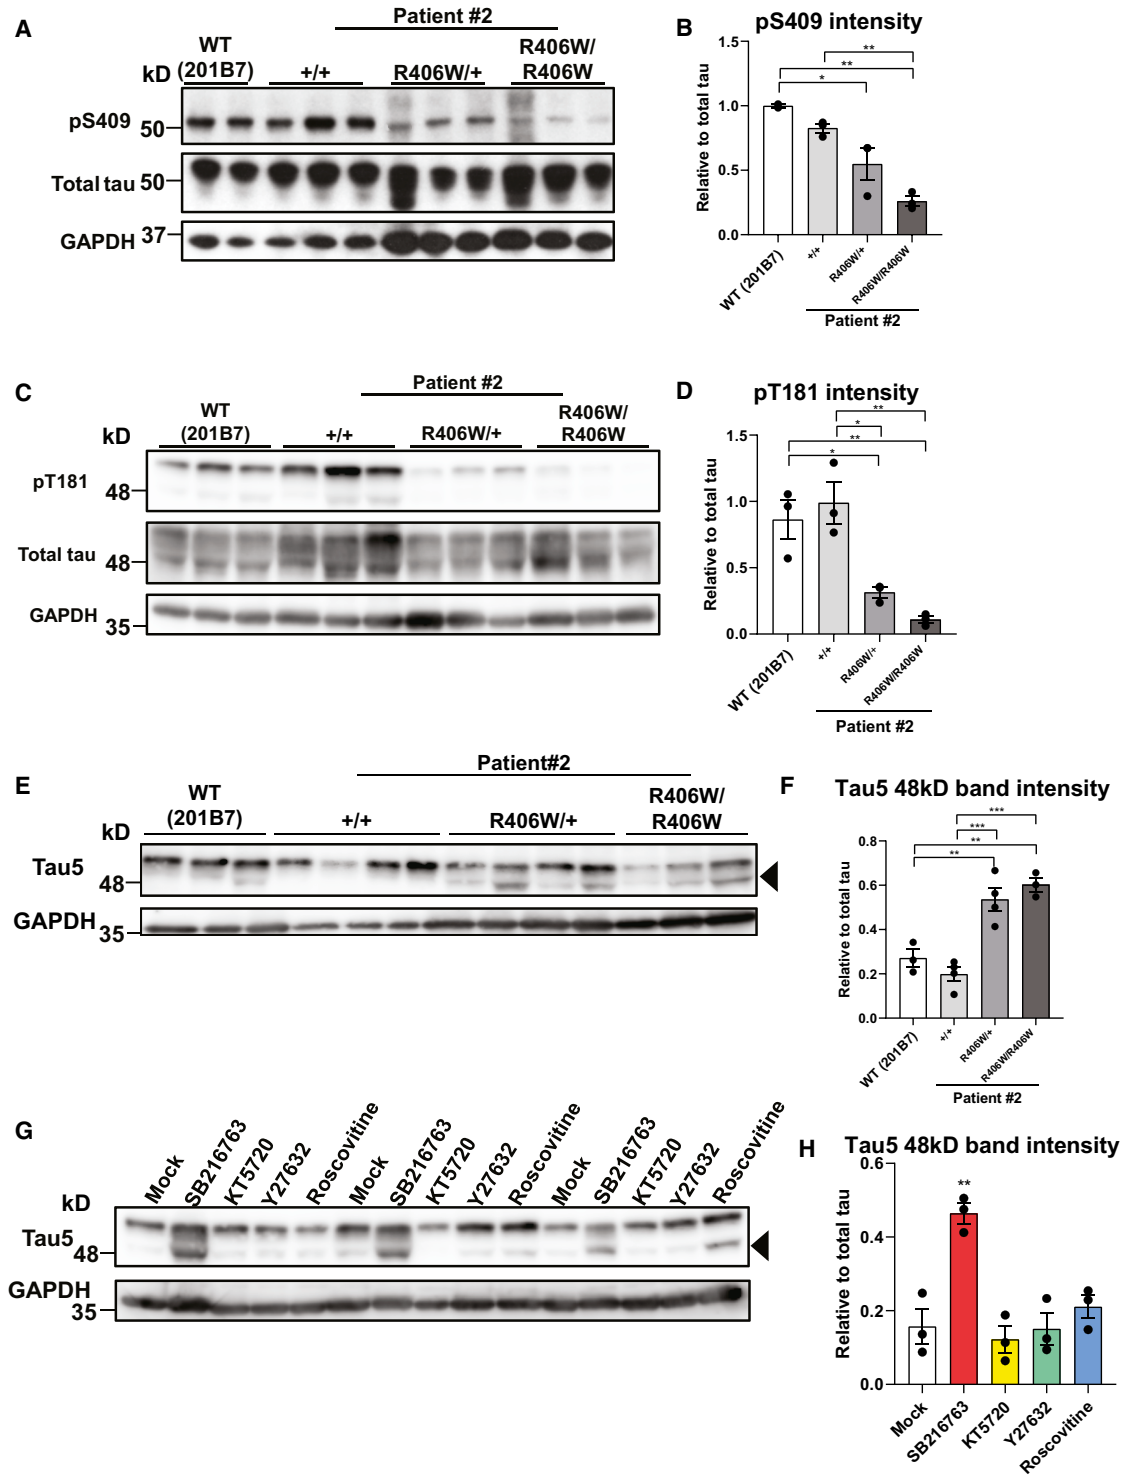 A
Patient #2
WT
(201B7)
+/+
R406W/+
R406W/
R406W
kD
pS409
50
Total tau
50
GAPDH
37
B
pS409 intensity
Relative to total tau
1.5
1.0
0.5
0.0
**
**
*
WT (201B7)
+/+
R406W/+
R406W/R406W
Patient #2
C
Patient #2
WT
(201B7)
+/+
R406W/+
R406W/
R406W
kD
pT181
48
Total tau
48
GAPDH
35
D
pT181 intensity
Relative to total tau
1.5
1.0
0.5
0.0
**
*
**
*
WT (201B7)
+/+
R406W/+
R406W/R406W
Patient #2
E
Patient#2
WT
(201B7)
+/+
R406W/+
R406W/
R406W
kD
Tau5
48
GAPDH
35
F
Tau5 48kD band intensity
Relative to total tau
0.8
0.6
0.4
0.2
0.0
***
***
**
**
WT (201B7)
+/+
R406W/+
R406W/R406W
Patient #2
G
Mock
SB216763
KT5720
Y27632
Roscovitine
Mock
SB216763
KT5720
Y27632
Roscovitine
Mock
SB216763
KT5720
Y27632
Roscovitine
kD
Tau5
48
GAPDH
35
H
Tau5 48kD band intensity
Relative to total tau
0.6
0.4
0.2
0.0
**
Mock
SB216763
KT5720
Y27632
Roscovitine